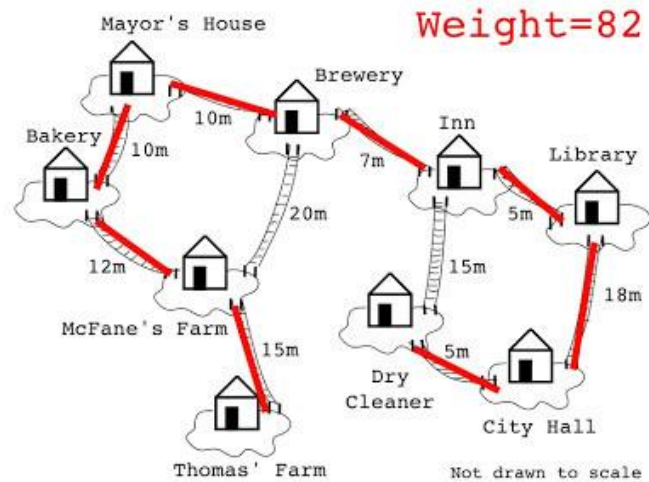 Mayor's House
Weight=82
Brewery
10m
Bakery
10m
Inn
7m
Library
5m
20m
12m
15m
18m
McFane's Farm
15m
5m
Dry
Cleaner
City Hall
Thomas' Farm
Not drawn to scale